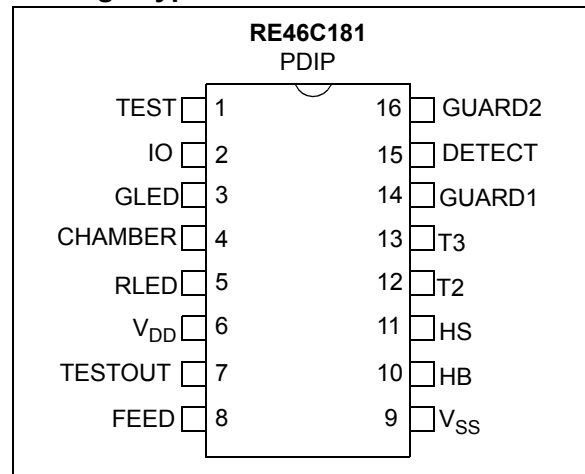 RE46C181
PDIP
TEST 1 16 GUARD2
IO 2 15 DETECT
GLED 3 14 GUARD1
CHAMBER 4 13 T3
RLED 5 12 T2
VDD 6 11 HS
TESTOUT 7 10 HB
FEED 8 9 VSS